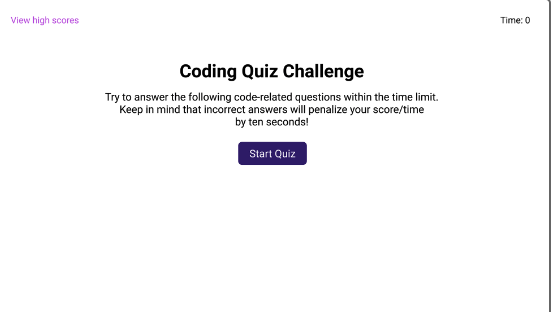 View high scores
Time: 0
Coding Quiz Challenge
Try to answer the following code-related questions within the time limit.
Keep in mind that incorrect answers will penalize your score/time
by ten seconds!
Start Quiz